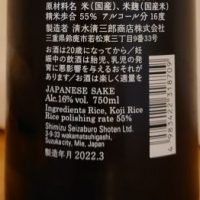 原材料名 米(国産)、米麹(国産米)
精米歩合 55% アルコール分 16度
製造者 清水清三郎商店株式会社
三重県鈴鹿市若松東三丁目9番33号
お酒は20歳になってから／妊
娠中の飲酒は胎児、乳児の発
育に悪影響を与えるおそれが
あります／お酒は楽しく適量を
JAPANESE SAKE
Alc.16% vol. 750ml
Ingredients Rice, Koji Rice
Rice polishing rate 55%
Shimizu Seizaburo Shoten Ltd.
3-9-33 wakamatsuhigashi,
Suzuka city, Mie, Japan
製造年月 2022.3
4 983422 318705